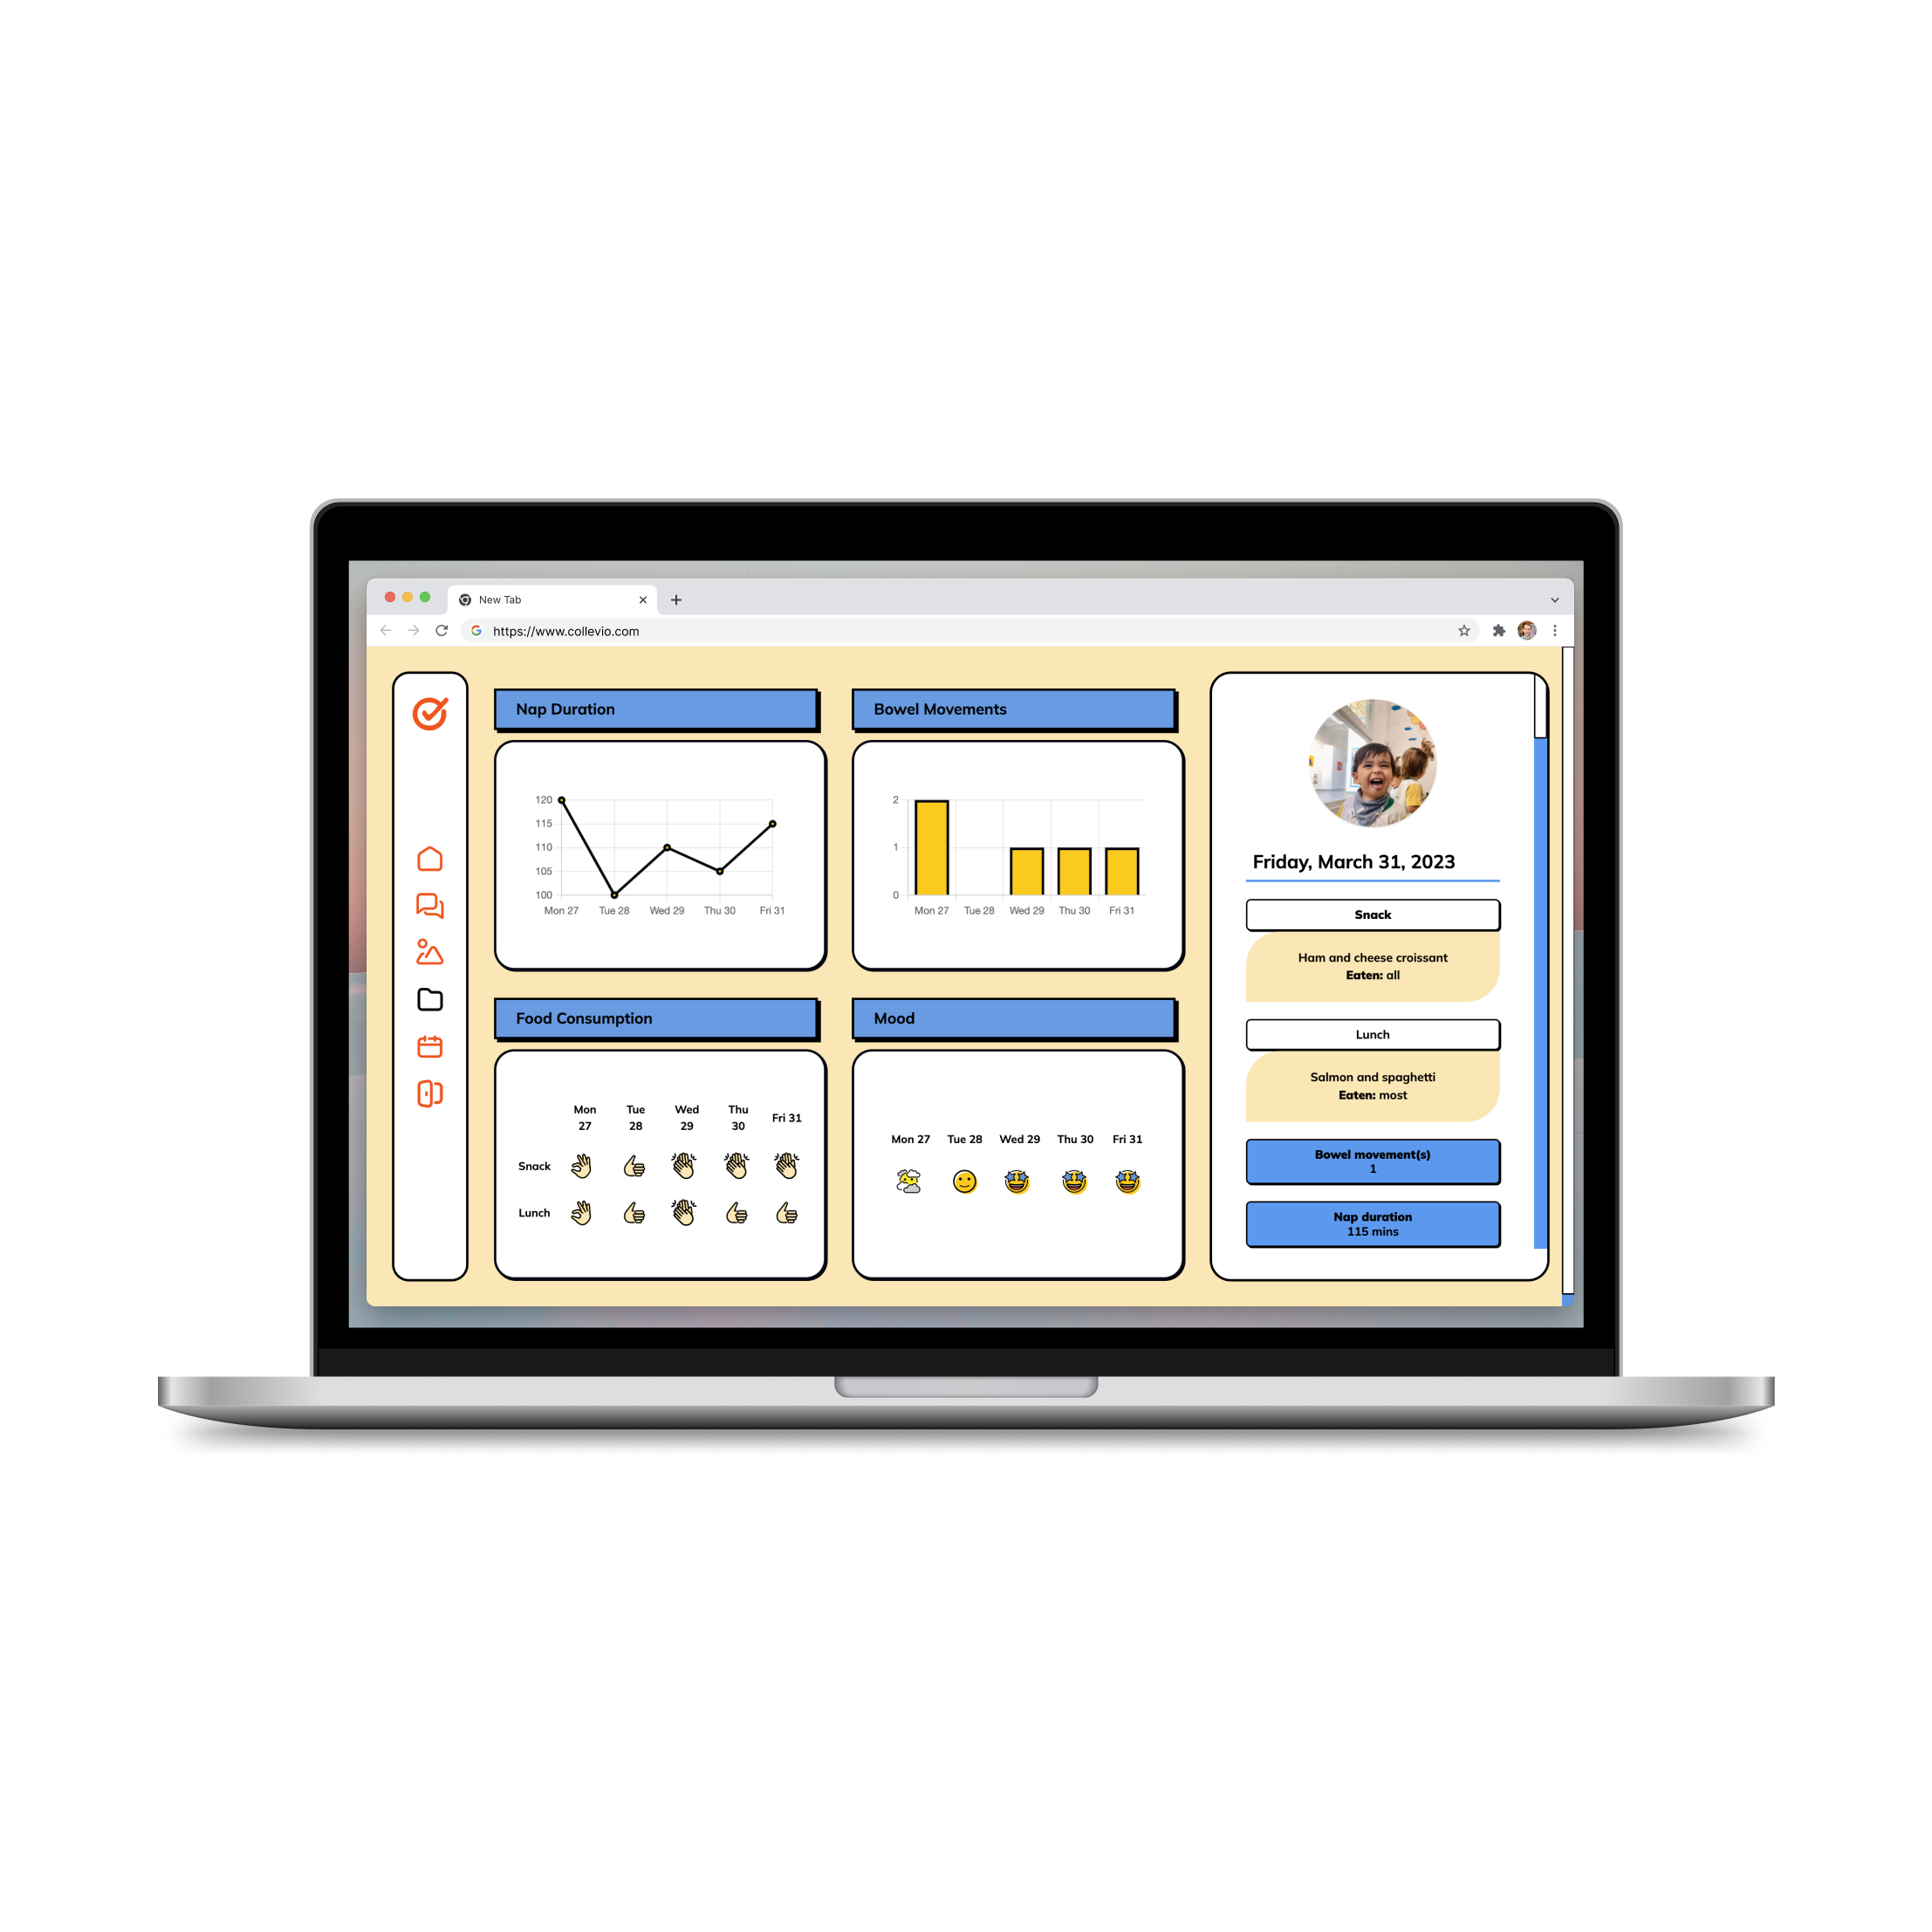 New Tab
https://www.collevio.com
Nap Duration
120
115
110
105
100
Mon 27 Tue 28 Wed 29 Thu 30 Fri 31
Bowel Movements
2
1
0
Mon 27 Tue 28 Wed 29 Thu 30 Fri 31
Food Consumption
Mon 27 Tue 28 Wed 29 Thu 30 Fri 31
Snack
Lunch
Mood
Mon 27 Tue 28 Wed 29 Thu 30 Fri 31
Friday, March 31, 2023
Snack
Ham and cheese croissant
Eaten: all
Lunch
Salmon and spaghetti
Eaten: most
Bowel movement(s)
1
Nap duration
115 mins